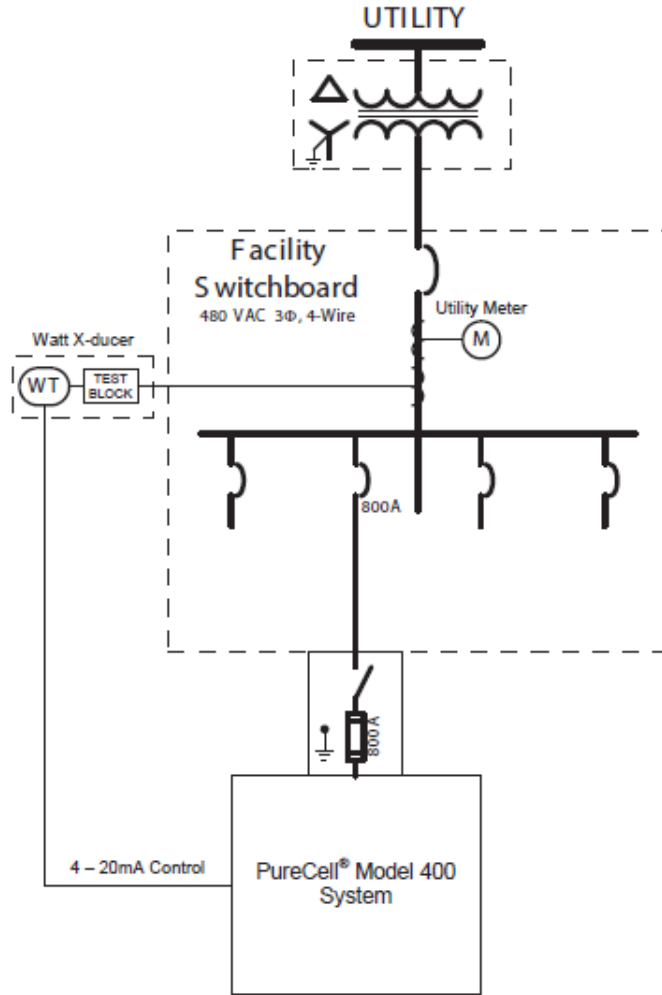 UTILITY
Facility
Switchboard
480 VAC 3Φ, 4-Wire
Utility Meter
M
Watt X-ducer
WT
TEST
BLOCK
800A
800A
4 – 20mA Control
PureCell® Model 400
System